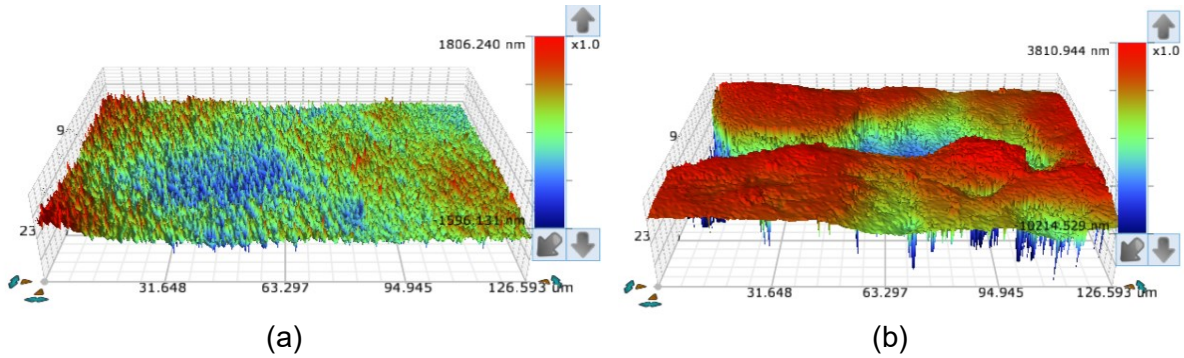 1806.240 nm
x1.0
9
-1596.131 nm
23
31.648
63.297
94.945
126.593 um
(a)
3810.944 nm
x1.0
9
-10214.529 nm
23
31.648
63.297
94.945
126.593 um
(b)